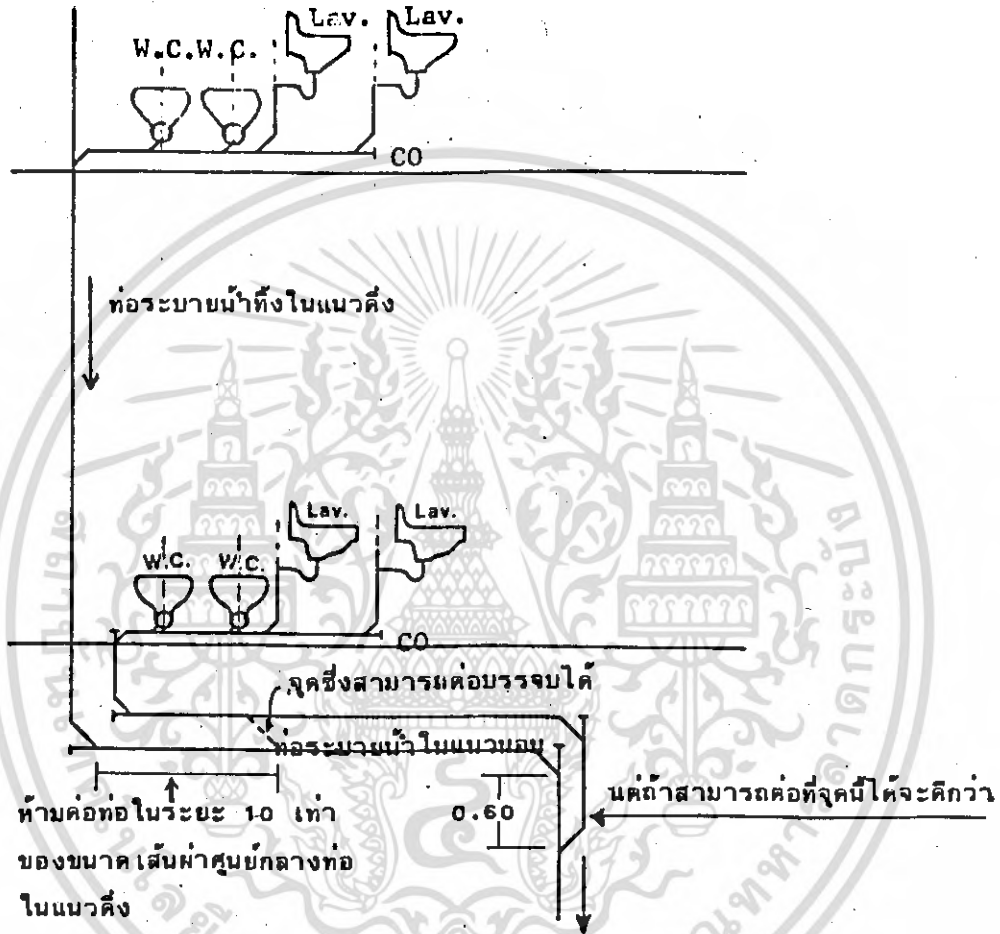 Lav. Lav.
W.C. W.C.
CO
ท่อระบายน้ำทิ้งในแนวดิ่ง
Lav. Lav.
W.C. W.C.
CO
จุดซึ่งสามารถต่อบรรจบได้
ท่อระบายน้ำในแนวนอน
ห้ามต่อท่อในระยะ 10 เท่า
ของขนาดเส้นผ่าศูนย์กลางท่อ
ในแนวดิ่ง
0.60
แต่ถ้าสามารถต่อที่จุดนี้ได้จะดีกว่า